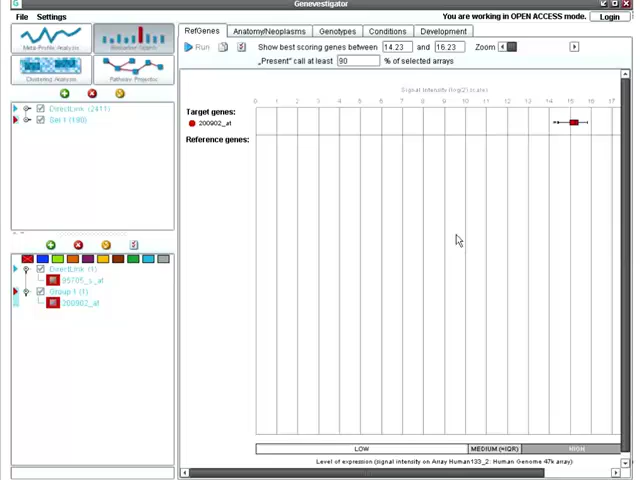 Genevestigator
File Settings
You are working in OPEN ACCESS mode. Login
Meta-Profile Analysis
Biomarker Search
Clustering Analysis
Pathway Projector
DirectLink (2411)
DirectLink (1)
Group 1 (1)
200902_at
RefGenes Anatomy/Neoplasms Genotypes Conditions Development
Run Show best scoring genes between 14.23 and 16.23 Zoom
„Present" call at least 90 % of selected arrays
Signal Intensity (log(2) scale)
0 1 2 3 4 5 6 7 8 9 10 11 12 13 14 15 16 17
Target genes:
200902_at
Reference genes:
LOW MEDIUM (=IQR) HIGH
Level of expression (signal intensity on Array Human133_2: Human Genome 47k array):